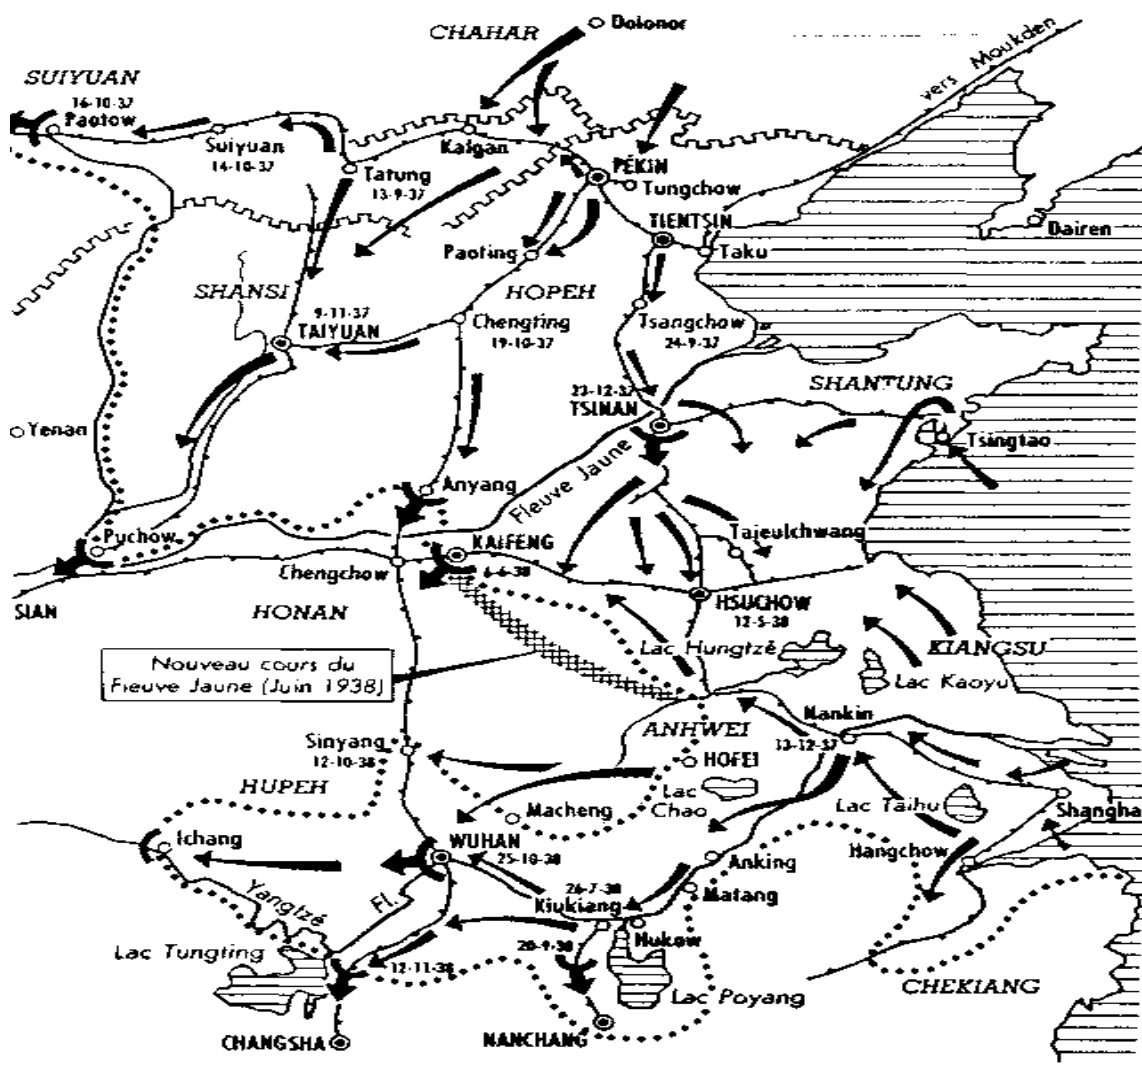 Dolonor
CHAHAR
vers Moukden
SUIYUAN
16-10-37
Paotow
Suiyuan
14-10-37
Kalgan
Tatung
13-9-37
PEKIN
Tungchow
TIENTSIN
Taku
Dairen
Paoting
HOPEH
SHANSI
9-11-37
TAIYUAN
Chengting
19-10-37
Tsangchow
24-9-37
SHANTUNG
23-12-37
TSINAN
Yenan
Tsingtao
Fleuve Jaune
Anyang
Puchow
Tajeulchwang
KAIFENG
6-6-38
Chengchow
SIAN
HONAN
HSUCHOW
12-5-38
Lac Hungtzé
KIANGSU
Nouveau cours du
Fleuve Jaune (Juin 1938)
Lac Kaoyu
ANHWEI
Nankin
13-12-37
Sinyang
12-10-38
HOFEI
HUPEH
Lac
Chao
Macheng
Lac Taihu
Shangha
Ichang
WUHAN
25-10-38
Hangchow
Anking
Matang
26-7-38
Kiukiang
Yangtzé
Fl.
Hukow
20-9-38
Lac Tungting
12-11-38
Lac Poyang
CHEKIANG
CHANGSHA
NANCHANG